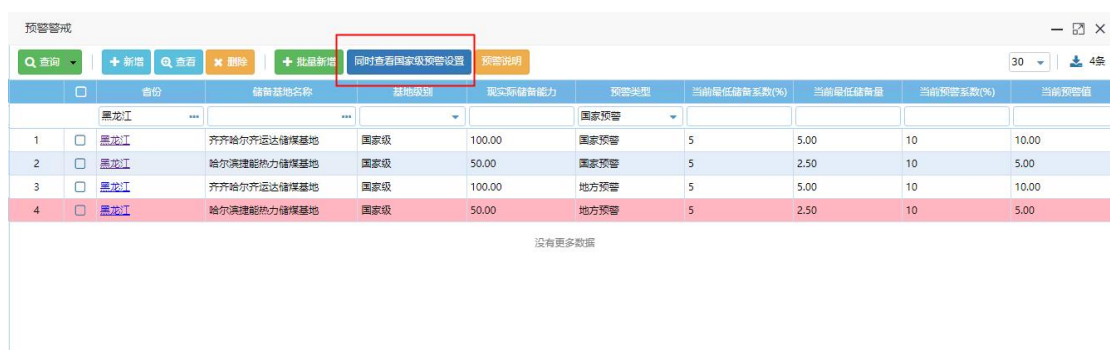 预警警戒
查询 新增 查看 删除 批量新增 同时查看国家级预警设置 预警说明 30 4条
省份 储备基地名称 基地级别 现实际储备能力 预警类型 当前最低储备系数(%) 当前最低储备量 当前预警系数(%) 当前预警值
黑龙江 ... ... 国家预警
1 黑龙江 齐齐哈尔齐运达储煤基地 国家级 100.00 国家预警 5 5.00 10 10.00
2 黑龙江 哈尔滨捷能热力储煤基地 国家级 50.00 国家预警 5 2.50 10 5.00
3 黑龙江 齐齐哈尔齐运达储煤基地 国家级 100.00 地方预警 5 5.00 10 10.00
4 黑龙江 哈尔滨捷能热力储煤基地 国家级 50.00 地方预警 5 2.50 10 5.00
没有更多数据